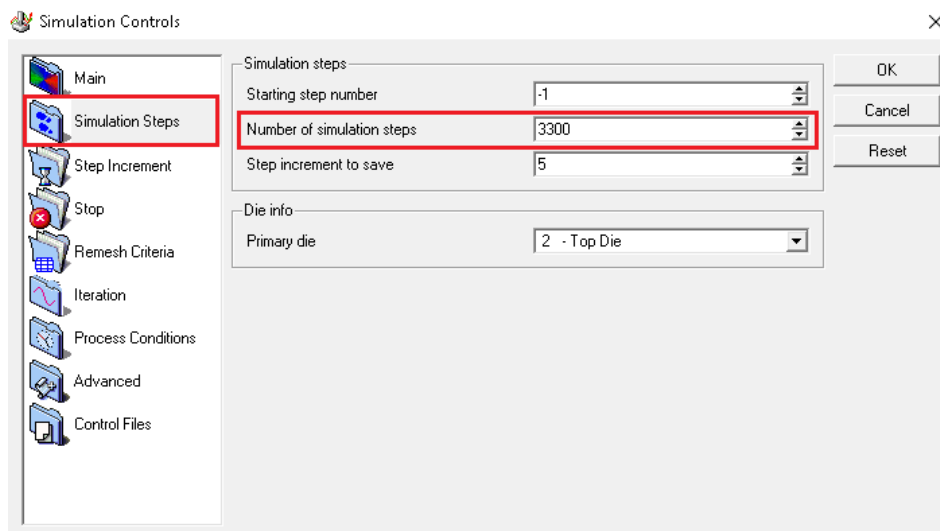 Simulation Controls
Main
Simulation Steps
Step Increment
Stop
Remesh Criteria
Iteration
Process Conditions
Advanced
Control Files
Simulation steps
Starting step number -1
Number of simulation steps 3300
Step increment to save 5
Die info
Primary die 2 - Top Die
OK
Cancel
Reset